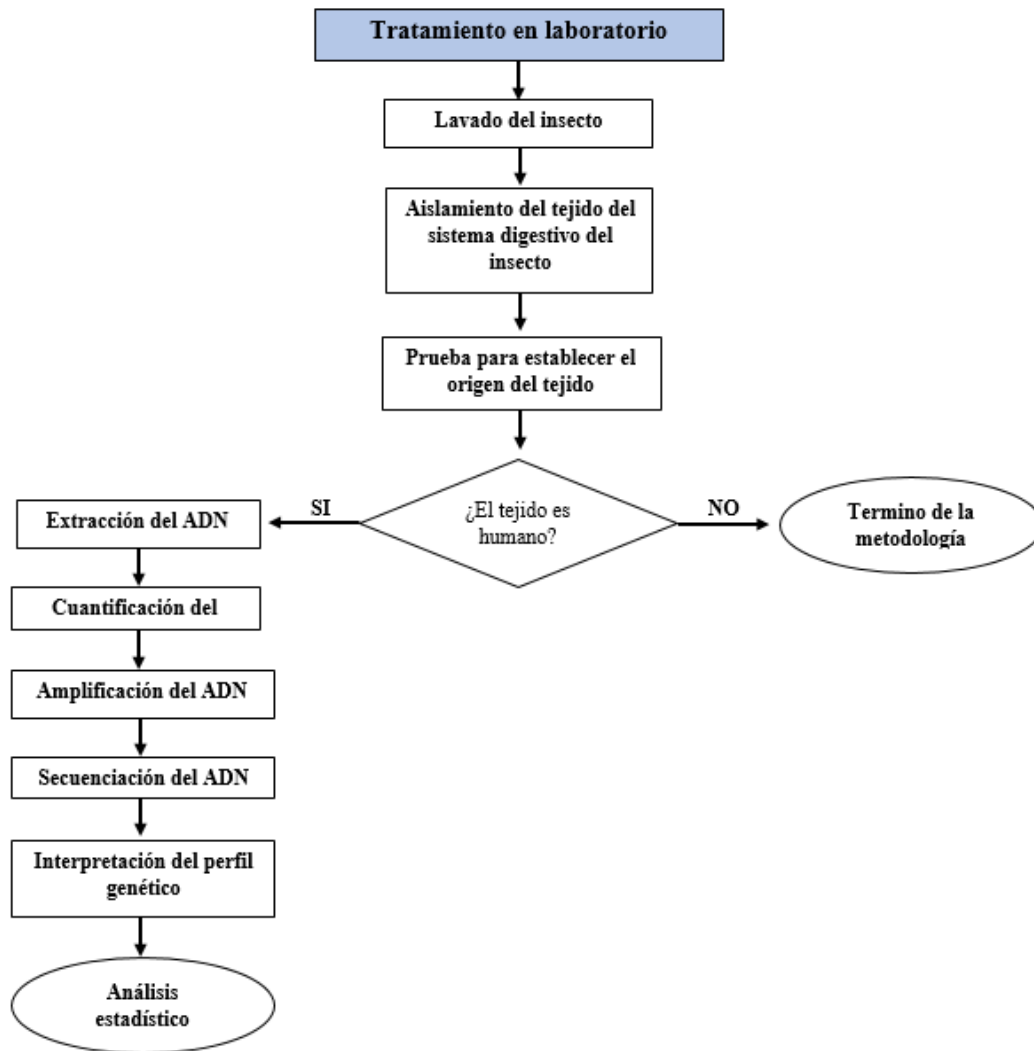 Tratamiento en laboratorio
Lavado del insecto
Aislamiento del tejido del
sistema digestivo del
insecto
Prueba para establecer el
origen del tejido
¿El tejido es
humano?
SI
NO
Termino de la
metodología
Extracción del ADN
Cuantificación del
Amplificación del ADN
Secuenciación del ADN
Interpretación del perfil
genético
Análisis
estadístico